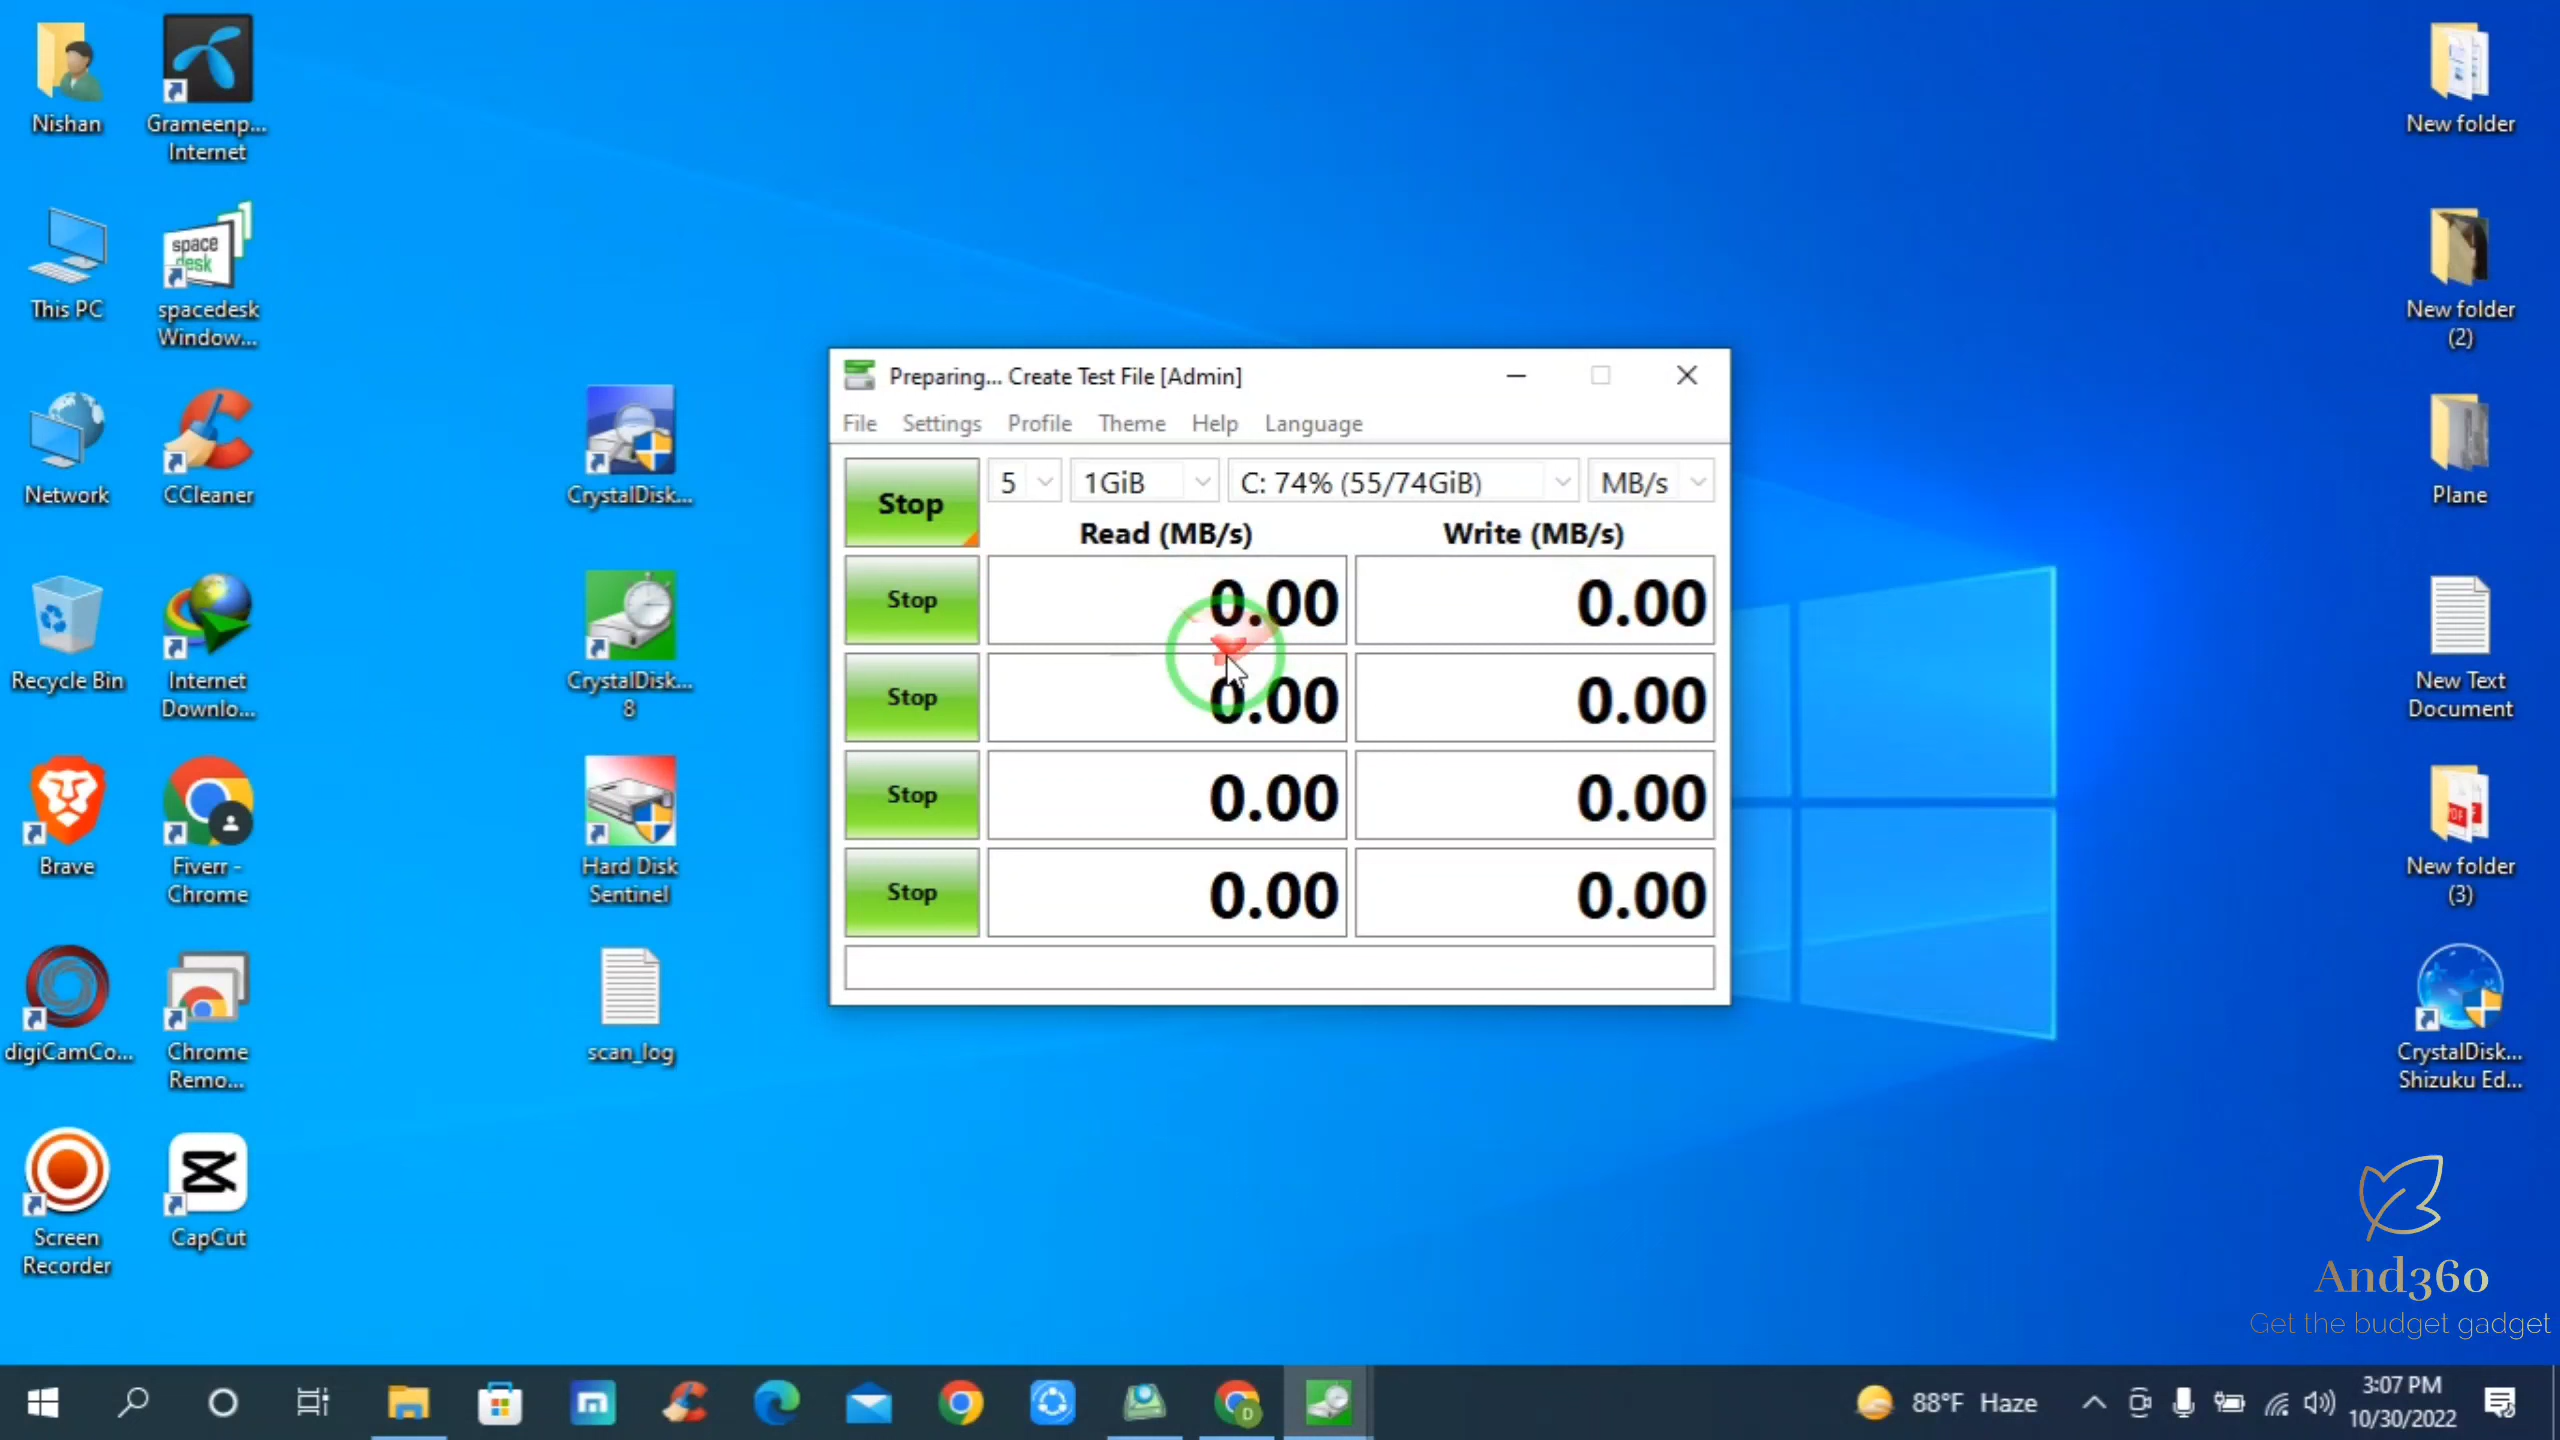 Nishan
Grameenp...
Internet
This PC
space
desk
spacedesk
Window...
Network
CCleaner
Recycle Bin
Internet
Downlo...
Brave
Fiverr -
Chrome
digiCamCo...
Chrome
Remo...
Screen
Recorder
CapCut
CrystalDisk...
CrystalDisk...
8
Hard Disk
Sentinel
scan_log
Preparing... Create Test File [Admin]
File Settings Profile Theme Help Language
Stop 5 1GiB C: 74% (55/74GiB) MB/s
Read (MB/s) Write (MB/s)
Stop 0.00 0.00
Stop 0.00 0.00
Stop 0.00 0.00
Stop 0.00 0.00
New folder
New folder
(2)
Plane
New Text
Document
PDF
New folder
(3)
CrystalDisk...
Shizuku Ed...
And360
Get the budget gadget
88°F Haze
3:07 PM
10/30/2022
D